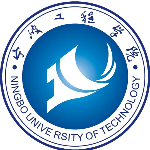 宁波工程学院
NINGBO UNIVERSITY OF TECHNOLOGY